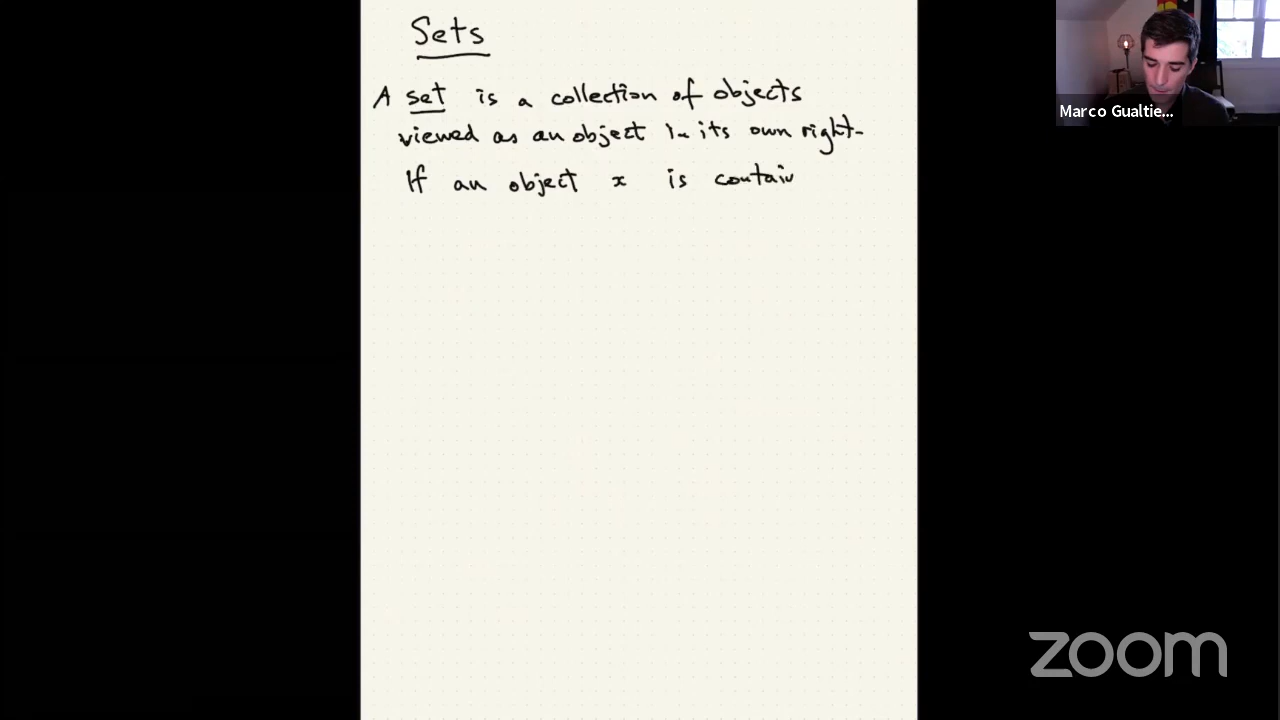 Sets
A set is a collection of objects
viewed as an object in its own right.
If an object x is contain
Marco Gualtie...
zoom